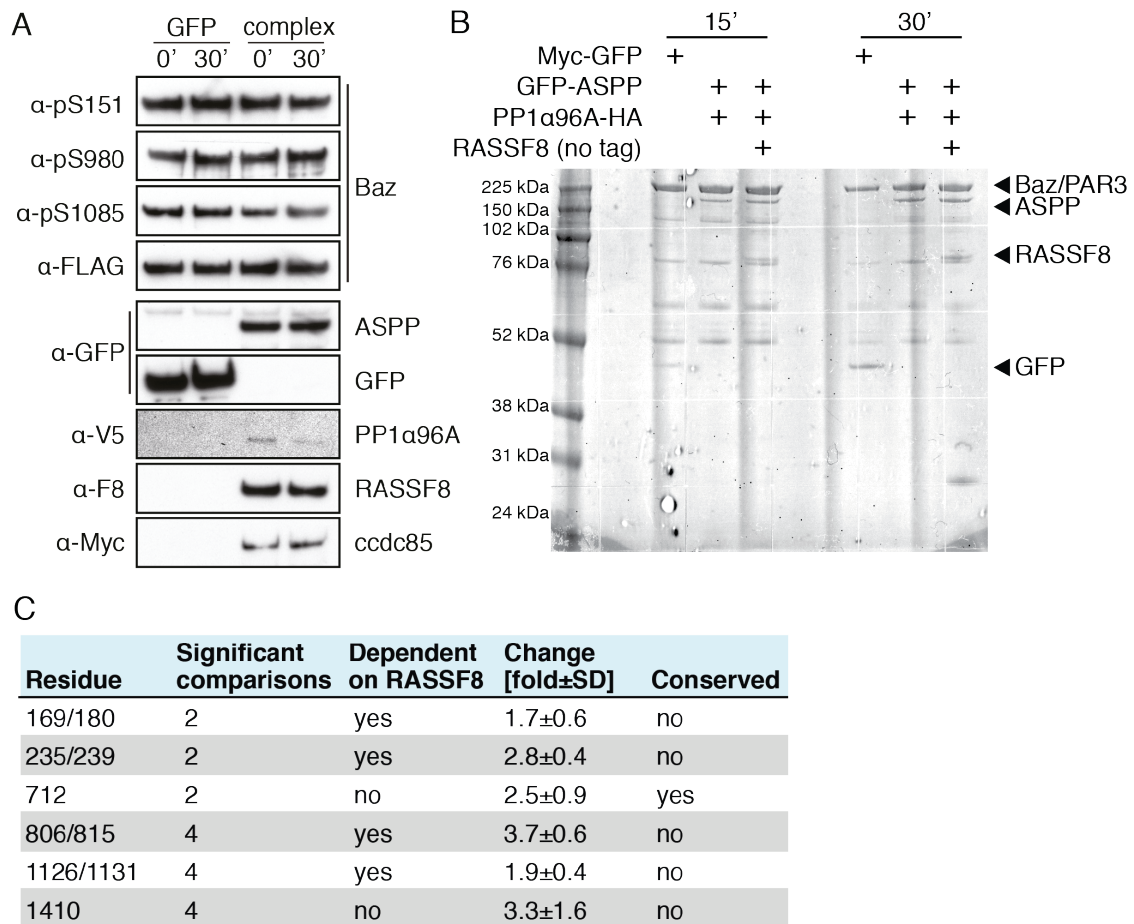 A
GFP complex
0’ 30’ 0’ 30’
α-pS151
α-pS980
α-pS1085
α-FLAG
Baz
α-GFP
ASPP
GFP
α-V5 PP1α96A
α-F8 RASSF8
α-Myc ccdc85
B
15’ 30’
Myc-GFP + +
GFP-ASPP + + + +
PP1α96A-HA + + + +
RASSF8 (no tag) + +
225 kDa
150 kDa
102 kDa
76 kDa
52 kDa
38 kDa
31 kDa
24 kDa
Baz/PAR3
ASPP
RASSF8
GFP
C
Significant Dependent Change
Residue comparisons on RASSF8 [fold±SD] Conserved
169/180 2 yes 1.7±0.6 no
235/239 2 yes 2.8±0.4 no
712 2 no 2.5±0.9 yes
806/815 4 yes 3.7±0.6 no
1126/1131 4 yes 1.9±0.4 no
1410 4 no 3.3±1.6 no